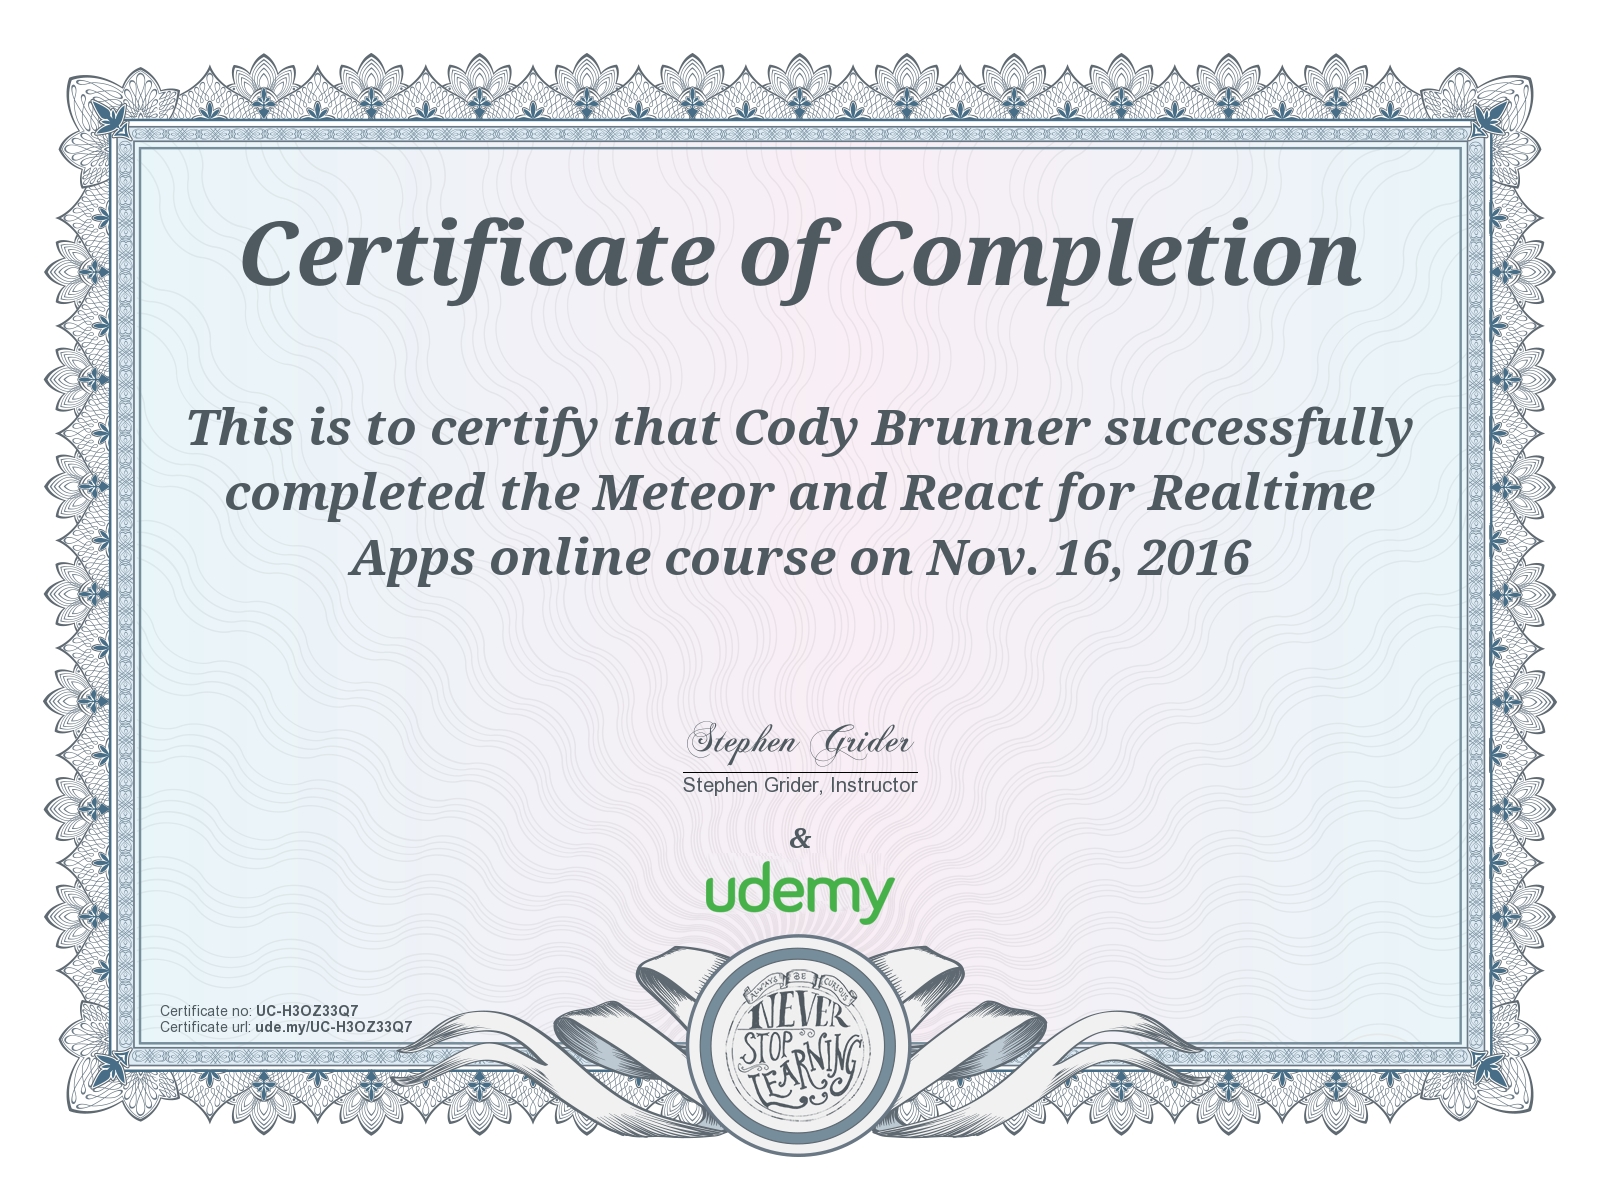 Certificate of Completion
This is to certify that Cody Brunner successfully
completed the Meteor and React for Realtime
Apps online course on Nov. 16, 2016
Stephen Grider
Stephen Grider, Instructor
&
udemy
Certificate no: UC-H3OZ33Q7
Certificate url: ude.my/UC-H3OZ33Q7
ALWAYS BE CURIOUS
NEVER
STOP
LEARNING